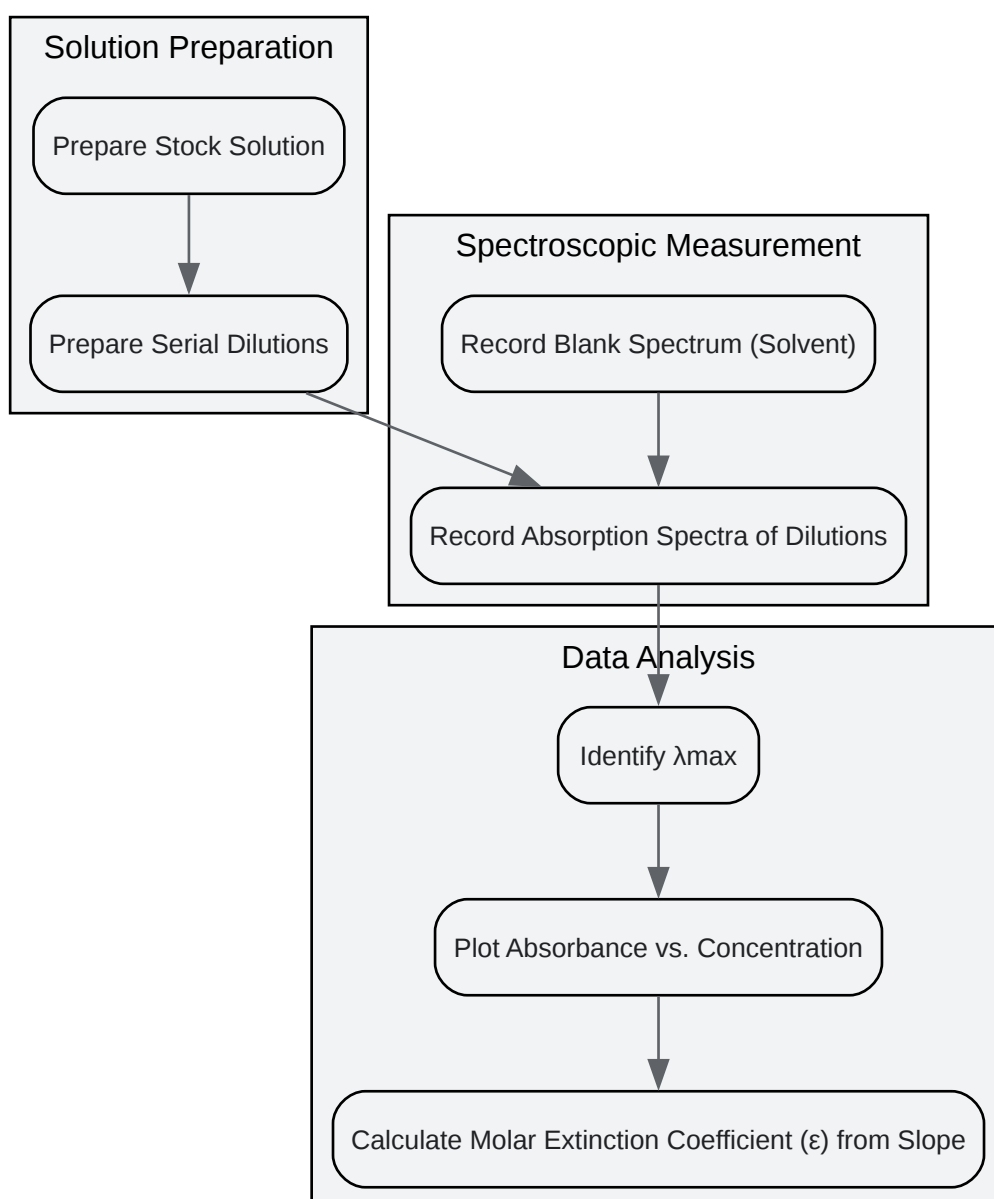 Solution Preparation
Prepare Stock Solution
Prepare Serial Dilutions
Spectroscopic Measurement
Record Blank Spectrum (Solvent)
Record Absorption Spectra of Dilutions
Data Analysis
Identify λmax
Plot Absorbance vs. Concentration
Calculate Molar Extinction Coefficient (ε) from Slope